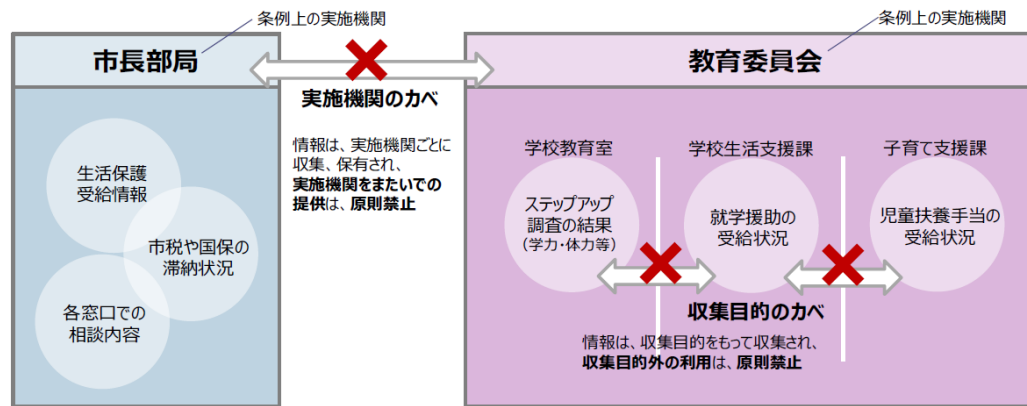 条例上の実施機関
条例上の実施機関
市長部局
教育委員会
実施機関のカベ
情報は、実施機関ごとに
収集、保有され、
実施機関をまたいでの
提供は、原則禁止
生活保護
受給情報
市税や国保の
滞納状況
各窓口での
相談内容
学校教育室
ステップアップ
調査の結果
（学力・体力等）
学校生活支援課
就学援助の
受給状況
子育て支援課
児童扶養手当の
受給状況
収集目的のカベ
情報は、収集目的をもって収集され、
収集目的外の利用は、原則禁止